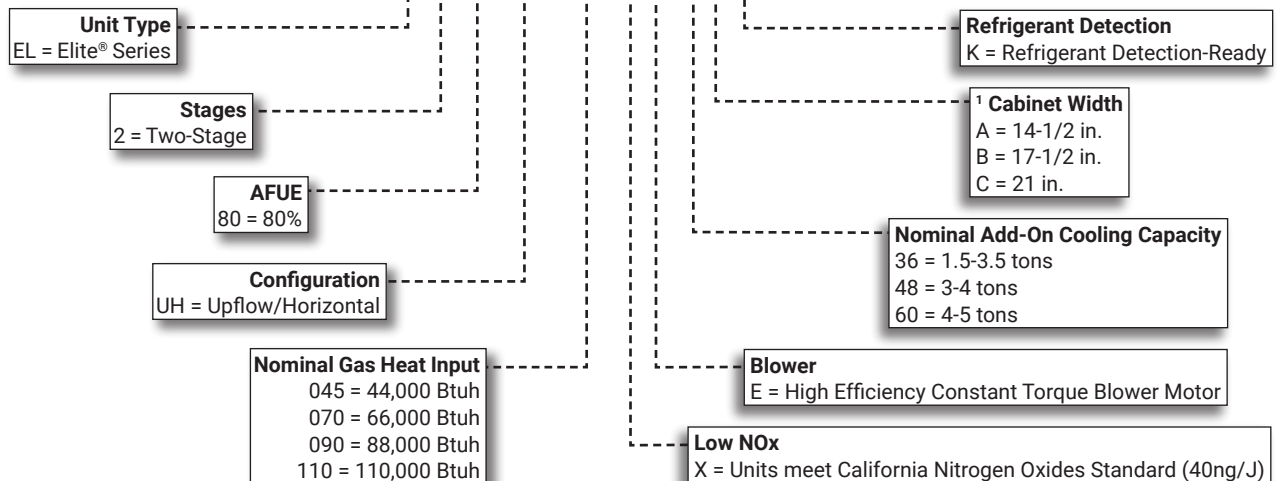 Unit Type
EL = Elite® Series
Stages
2 = Two-Stage
AFUE
80 = 80%
Configuration
UH = Upflow/Horizontal
Nominal Gas Heat Input
045 = 44,000 Btuh
070 = 66,000 Btuh
090 = 88,000 Btuh
110 = 110,000 Btuh
Refrigerant Detection
K = Refrigerant Detection-Ready
¹ Cabinet Width
A = 14-1/2 in.
B = 17-1/2 in.
C = 21 in.
Nominal Add-On Cooling Capacity
36 = 1.5-3.5 tons
48 = 3-4 tons
60 = 4-5 tons
Blower
E = High Efficiency Constant Torque Blower Motor
Low NOx
X = Units meet California Nitrogen Oxides Standard (40ng/J)